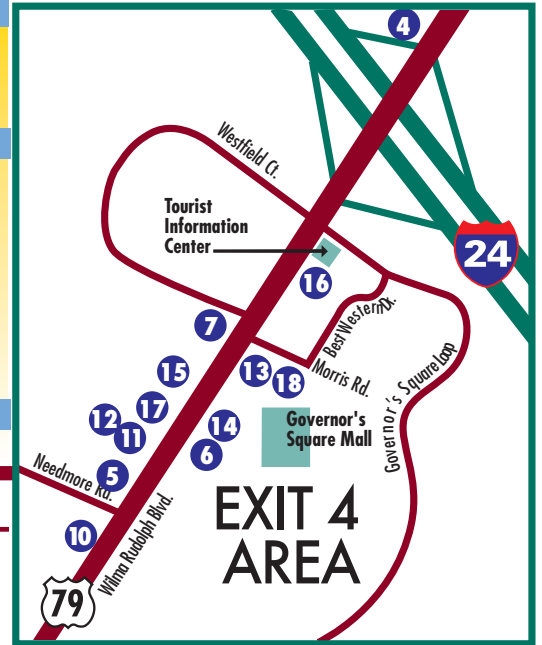 4
Westfield Ct.
Tourist
Information
Center
24
16
Best Western Dr.
7
13
18
Morris Rd.
15
Governor's Square Loop
17
12
11
14
6
Governor's
Square Mall
Needmore Rd.
5
10
Wilma Rudolph Blvd.
EXIT 4
AREA
79